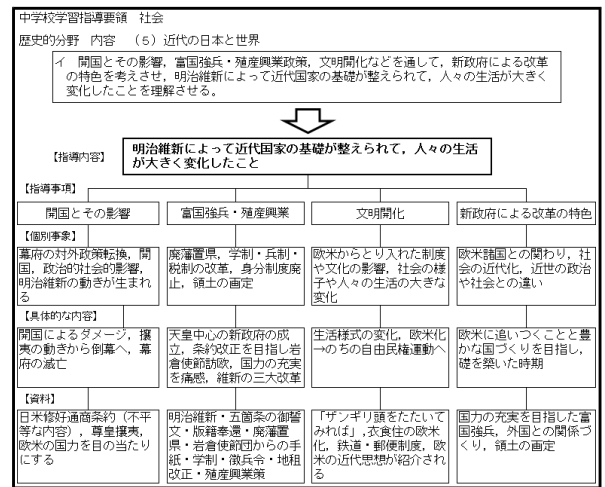 中学校学習指導要領 社会
歴史的分野 内容 （５）近代の日本と世界
イ 開国とその影響，富国強兵・殖産興業政策，文明開化などを通して，新政府による改革
の特色を考えさせ，明治維新によって近代国家の基礎が整えられて，人々の生活が大きく
変化したことを理解させる。
【指導内容】
明治維新によって近代国家の基礎が整えられて，人々の生活
が大きく変化したこと
【指導事項】
開国とその影響
富国強兵・殖産興業
文明開化
新政府による改革の特色
【個別事象】
幕府の対外政策転換，開
国，政治的社会的影響，
明治維新の動きが生まれ
る
廃藩置県，学制・兵制・
税制の改革，身分制度廃
止，領土の画定
欧米からとり入れた制度
や文化の影響，社会の様
子や人々の生活の大きな
変化
欧米諸国との関わり，社
会の近代化，近世の政治
や社会との違い
【具体的な内容】
開国によるダメージ，攘
夷の動きから倒幕へ，幕
府の滅亡
天皇中心の新政府の成
立，条約改正を目指し岩
倉使節訪欧，国力の充実
を痛感，維新の三大改革
生活様式の変化，欧米化
→のちの自由民権運動へ
欧米に追いつくことと豊
かな国づくりを目指し，
礎を築いた時期
【資料】
日米修好通商条約（不平
等な内容），尊皇攘夷，
欧米の国力を目の当たり
にする
明治維新・五箇条の御誓
文・版籍奉還・廃藩置
県・岩倉使節団からの手
紙・学制・徴兵令・地租
改正・殖産興業策
「ザンギリ頭をたたいて
みれば」，衣食住の欧米
化，鉄道・郵便制度，欧
米の近代思想が紹介され
る
国力の充実を目指した富
国強兵，外国との関係づ
くり，領土の画定